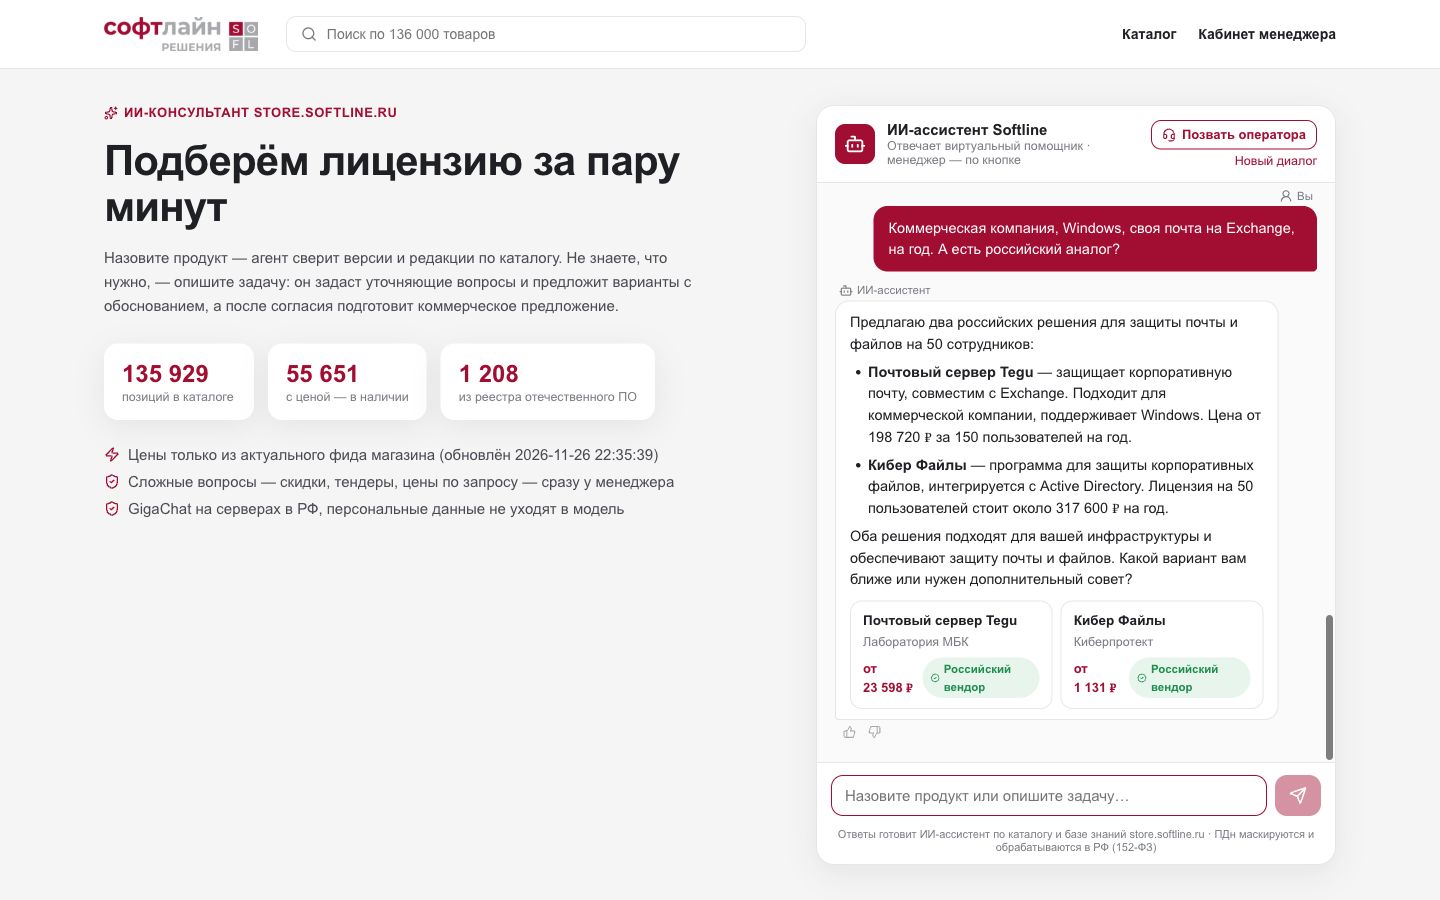 софтлайн
РЕШЕНИЯ
S O
F L
Поиск по 136 000 товаров
Каталог
Кабинет менеджера
ИИ-КОНСУЛЬТАНТ STORE.SOFTLINE.RU
Подберём лицензию за пару
минут
Назовите продукт — агент сверит версии и редакции по каталогу. Не знаете, что
нужно, — опишите задачу: он задаст уточняющие вопросы и предложит варианты с
обоснованием, а после согласия подготовит коммерческое предложение.
135 929
позиций в каталоге
55 651
с ценой — в наличии
1 208
из реестра отечественного ПО
Цены только из актуального фида магазина (обновлён 2026-11-26 22:35:39)
Сложные вопросы — скидки, тендеры, цены по запросу — сразу у менеджера
GigaChat на серверах в РФ, персональные данные не уходят в модель
ИИ-ассистент Softline
Отвечает виртуальный помощник ·
менеджер — по кнопке
Позвать оператора
Новый диалог
Вы
Коммерческая компания, Windows, своя почта на Exchange,
на год. А есть российский аналог?
ИИ-ассистент
Предлагаю два российских решения для защиты почты и
файлов на 50 сотрудников:
• Почтовый сервер Tegu — защищает корпоративную
почту, совместим с Exchange. Подходит для
коммерческой компании, поддерживает Windows. Цена от
198 720 ₽ за 150 пользователей на год.
• Кибер Файлы — программа для защиты корпоративных
файлов, интегрируется с Active Directory. Лицензия на 50
пользователей стоит около 317 600 ₽ на год.
Оба решения подходят для вашей инфраструктуры и
обеспечивают защиту почты и файлов. Какой вариант вам
ближе или нужен дополнительный совет?
Почтовый сервер Tegu
Лаборатория МБК
от
23 598 ₽
Российский
вендор
Кибер Файлы
Киберпротект
от
1 131 ₽
Российский
вендор
Назовите продукт или опишите задачу…
Ответы готовит ИИ-ассистент по каталогу и базе знаний store.softline.ru · ПДн маскируются и
обрабатываются в РФ (152-ФЗ)